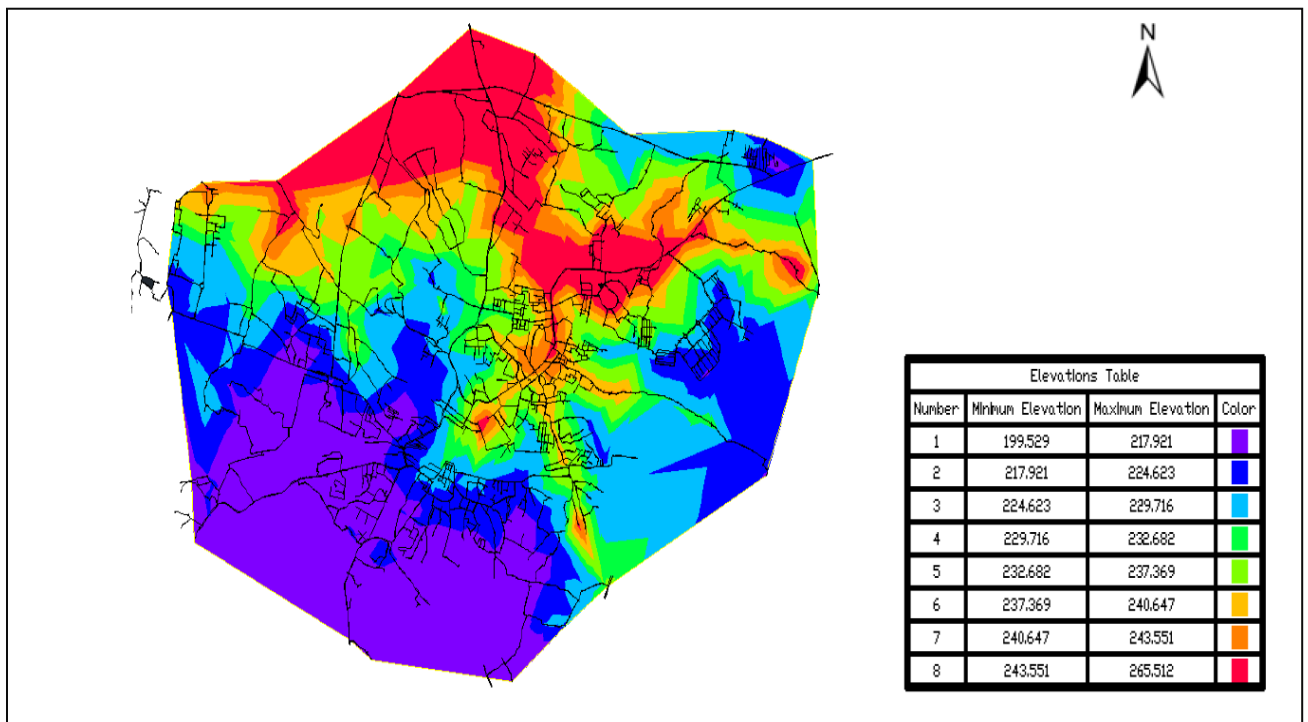 N
Elevations Table
Number Minimum Elevation Maximum Elevation Color
1 199.529 217.921
2 217.921 224.623
3 224.623 229.716
4 229.716 232.682
5 232.682 237.369
6 237.369 240.647
7 240.647 243.551
8 243.551 265.512